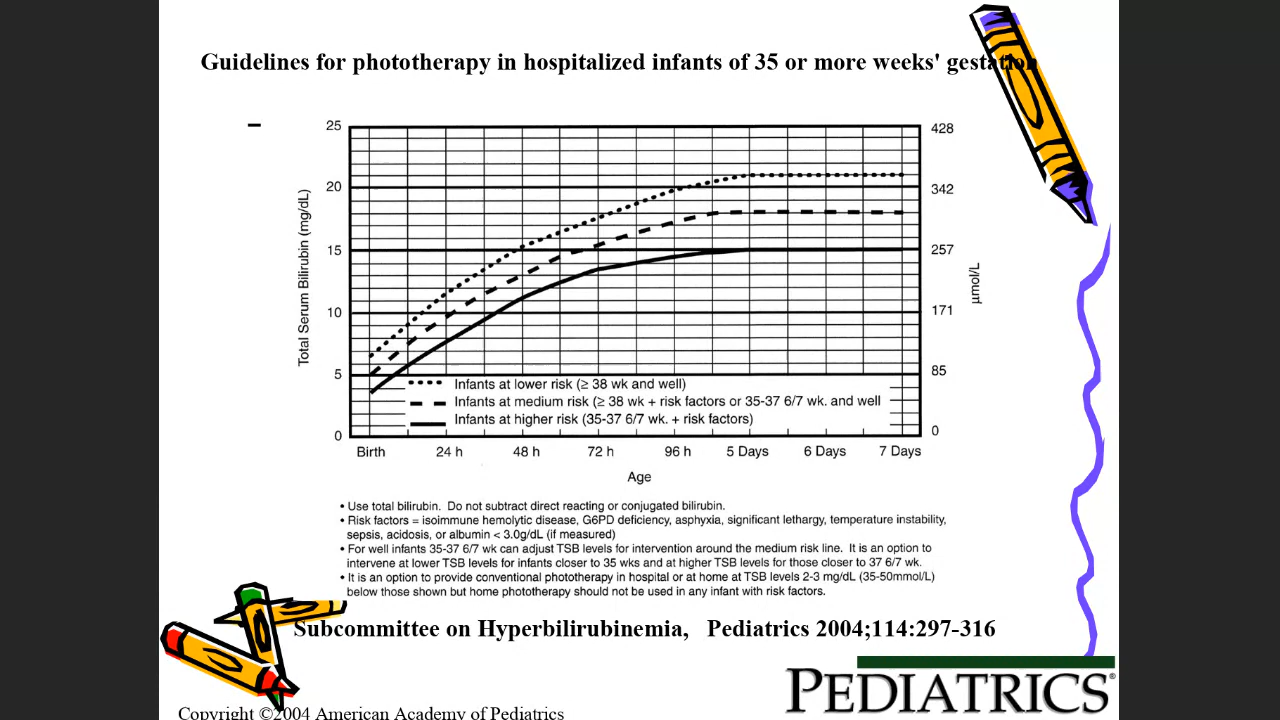 Guidelines for phototherapy in hospitalized infants of 35 or more weeks' gestation
25
20
15
10
5
0
Total Serum Bilirubin (mg/dL)
428
342
257
171
85
0
µmol/L
Infants at lower risk (≥ 38 wk and well)
Infants at medium risk (≥ 38 wk + risk factors or 35-37 6/7 wk. and well
Infants at higher risk (35-37 6/7 wk. + risk factors)
Birth 24 h 48 h 72 h 96 h 5 Days 6 Days 7 Days
Age
• Use total bilirubin. Do not subtract direct reacting or conjugated bilirubin.
• Risk factors = isoimmune hemolytic disease, G6PD deficiency, asphyxia, significant lethargy, temperature instability,
sepsis, acidosis, or albumin < 3.0g/dL (if measured)
• For well infants 35-37 6/7 wk can adjust TSB levels for intervention around the medium risk line. It is an option to
intervene at lower TSB levels for infants closer to 35 wks and at higher TSB levels for those closer to 37 6/7 wk.
• It is an option to provide conventional phototherapy in hospital or at home at TSB levels 2-3 mg/dL (35-50mmol/L)
below those shown but home phototherapy should not be used in any infant with risk factors.
Subcommittee on Hyperbilirubinemia, Pediatrics 2004;114:297-316
PEDIATRICS®
Copyright ©2004 American Academy of Pediatrics